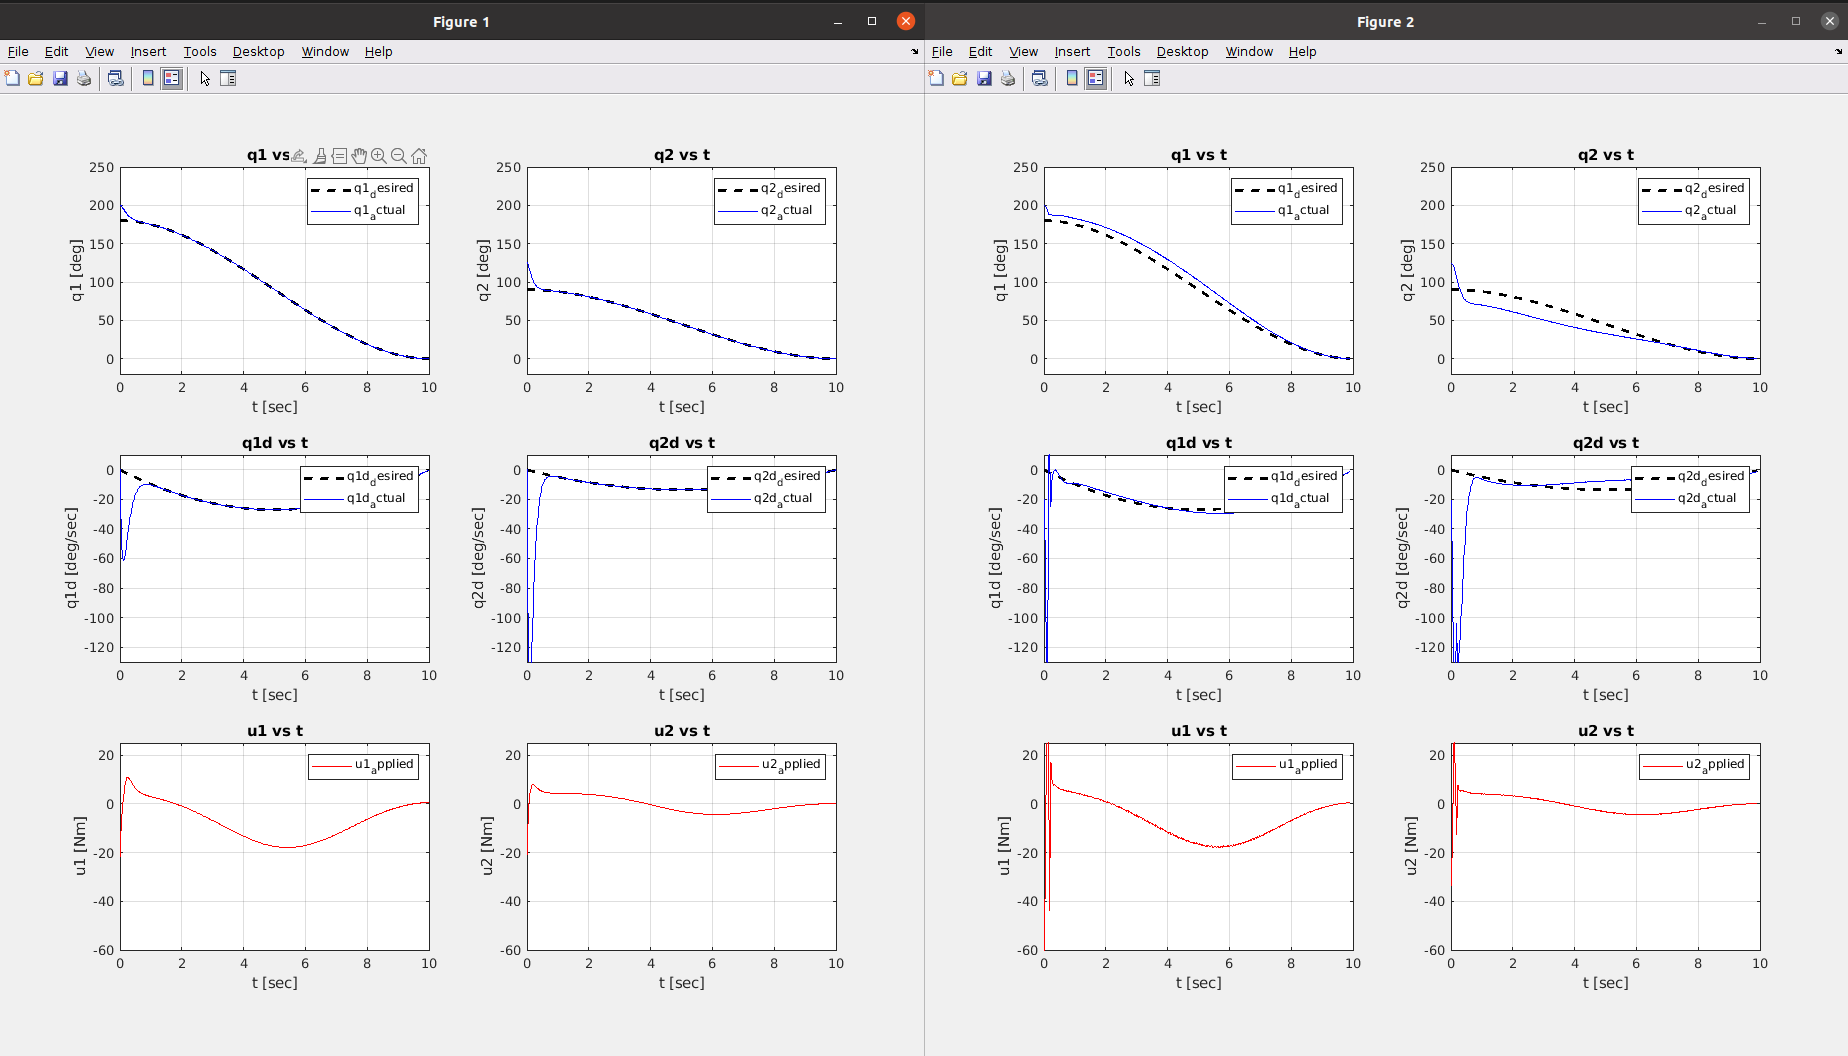 Figure 1
File Edit View Insert Tools Desktop Window Help
q1 vs
250
200
150
100
50
0
q1 [deg]
0 2 4 6 8 10
t [sec]
q1_desired
q1_actual
q2 vs t
250
200
150
100
50
0
q2 [deg]
0 2 4 6 8 10
t [sec]
q2_desired
q2_actual
q1d vs t
0
-20
-40
-60
-80
-100
-120
q1d [deg/sec]
0 2 4 6 8 10
t [sec]
q1d_desired
q1d_actual
q2d vs t
0
-20
-40
-60
-80
-100
-120
q2d [deg/sec]
0 2 4 6 8 10
t [sec]
q2d_desired
q2d_actual
u1 vs t
20
0
-20
-40
-60
u1 [Nm]
0 2 4 6 8 10
t [sec]
u1_applied
u2 vs t
20
0
-20
-40
-60
u2 [Nm]
0 2 4 6 8 10
t [sec]
u2_applied
Figure 2
File Edit View Insert Tools Desktop Window Help
q1 vs t
250
200
150
100
50
0
q1 [deg]
0 2 4 6 8 10
t [sec]
q1_desired
q1_actual
q2 vs t
250
200
150
100
50
0
q2 [deg]
0 2 4 6 8 10
t [sec]
q2_desired
q2_actual
q1d vs t
0
-20
-40
-60
-80
-100
-120
q1d [deg/sec]
0 2 4 6 8 10
t [sec]
q1d_desired
q1d_actual
q2d vs t
0
-20
-40
-60
-80
-100
-120
q2d [deg/sec]
0 2 4 6 8 10
t [sec]
q2d_desired
q2d_actual
u1 vs t
20
0
-20
-40
-60
u1 [Nm]
0 2 4 6 8 10
t [sec]
u1_applied
u2 vs t
20
0
-20
-40
-60
u2 [Nm]
0 2 4 6 8 10
t [sec]
u2_applied